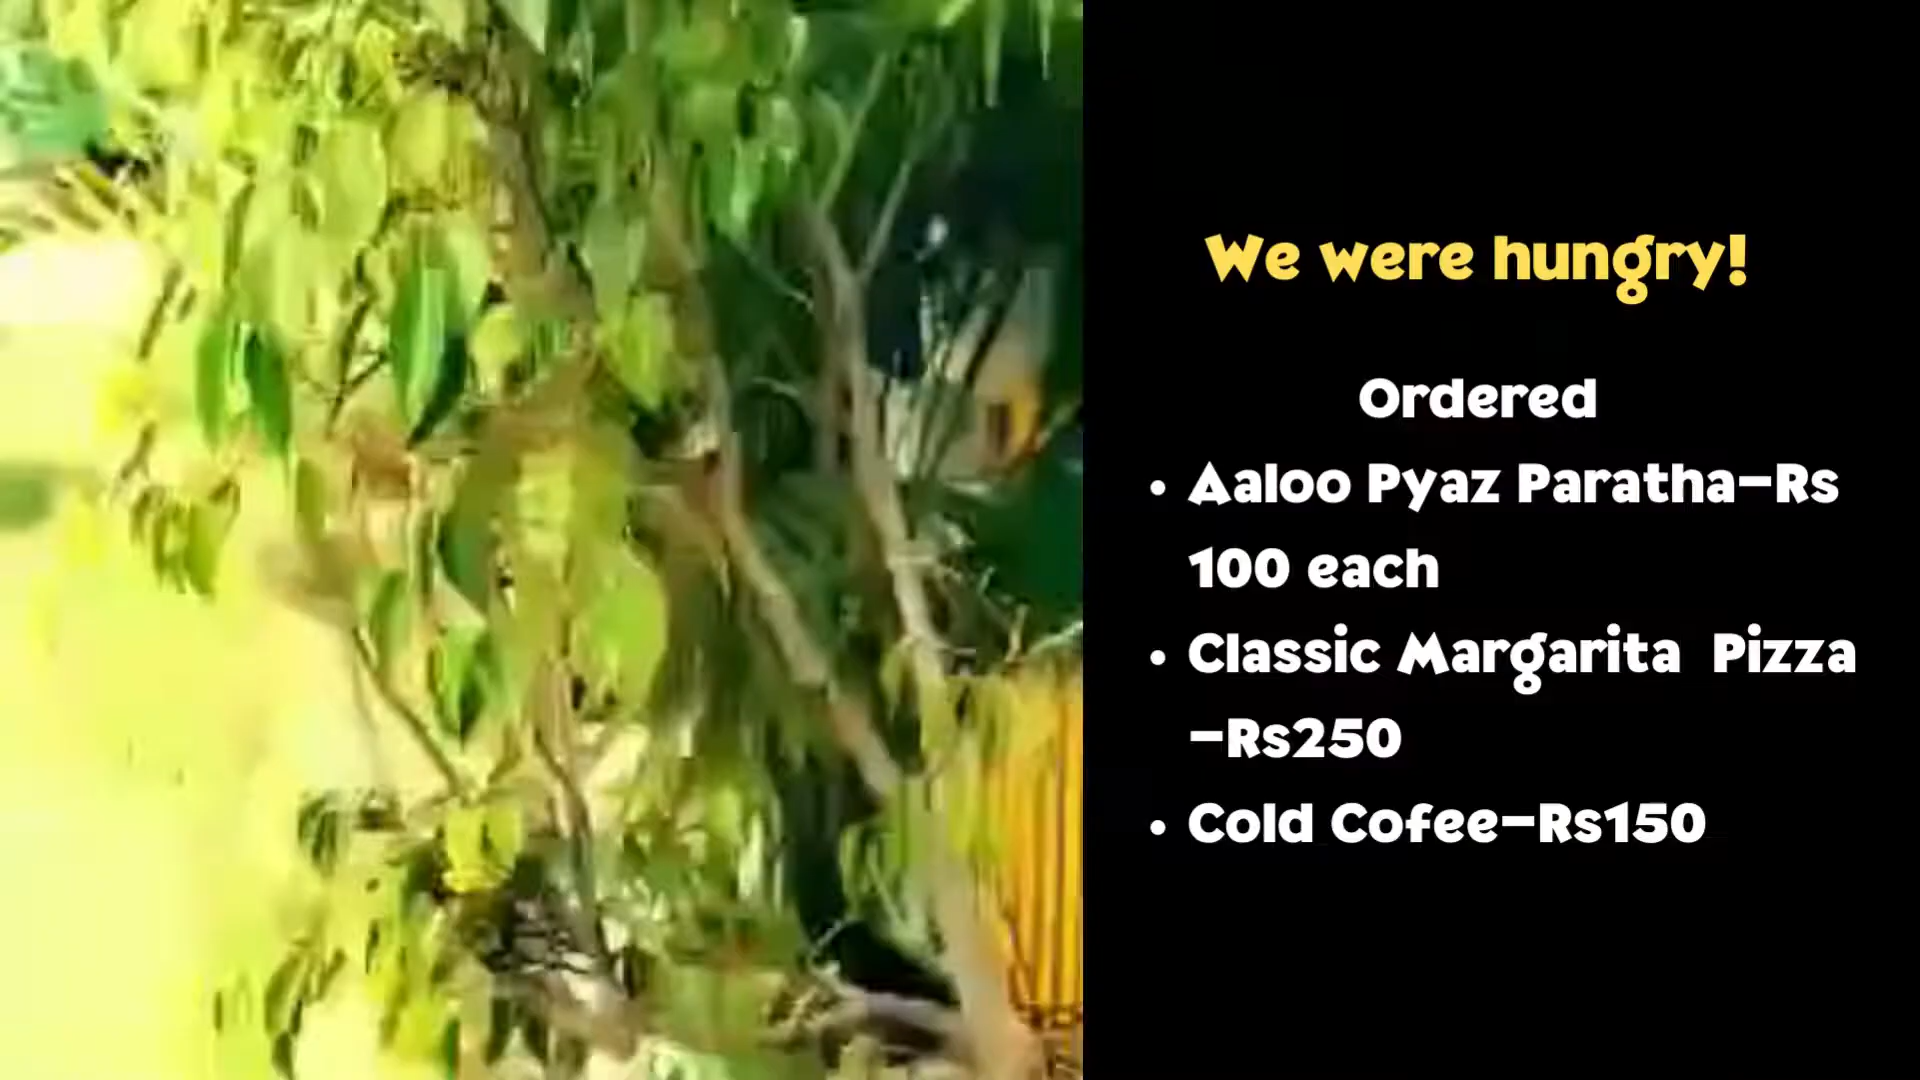 We were hungry!
Ordered
• Aaloo Pyaz Paratha–Rs
100 each
• Classic Margarita Pizza
–Rs250
• Cold Cofee–Rs150